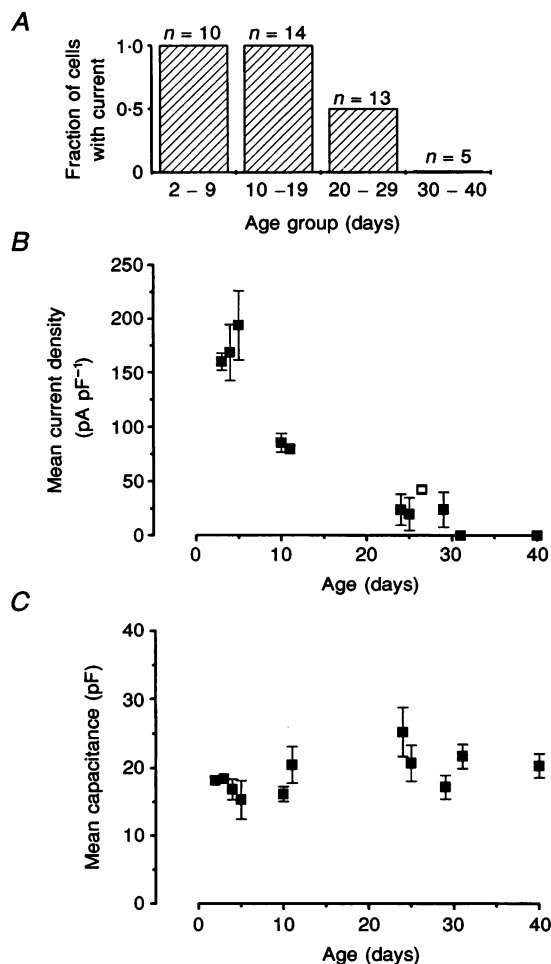 A
n = 10
n = 14
n = 13
n = 5
Fraction of cells
with current
1·0
0·5
0
2 – 9
10 –19
20 – 29
30 – 40
Age group (days)
B
Mean current density
(pA pF⁻¹)
250
200
150
100
50
0
0
10
20
30
40
Age (days)
C
Mean capacitance (pF)
40
30
20
10
0
0
10
20
30
40
Age (days)